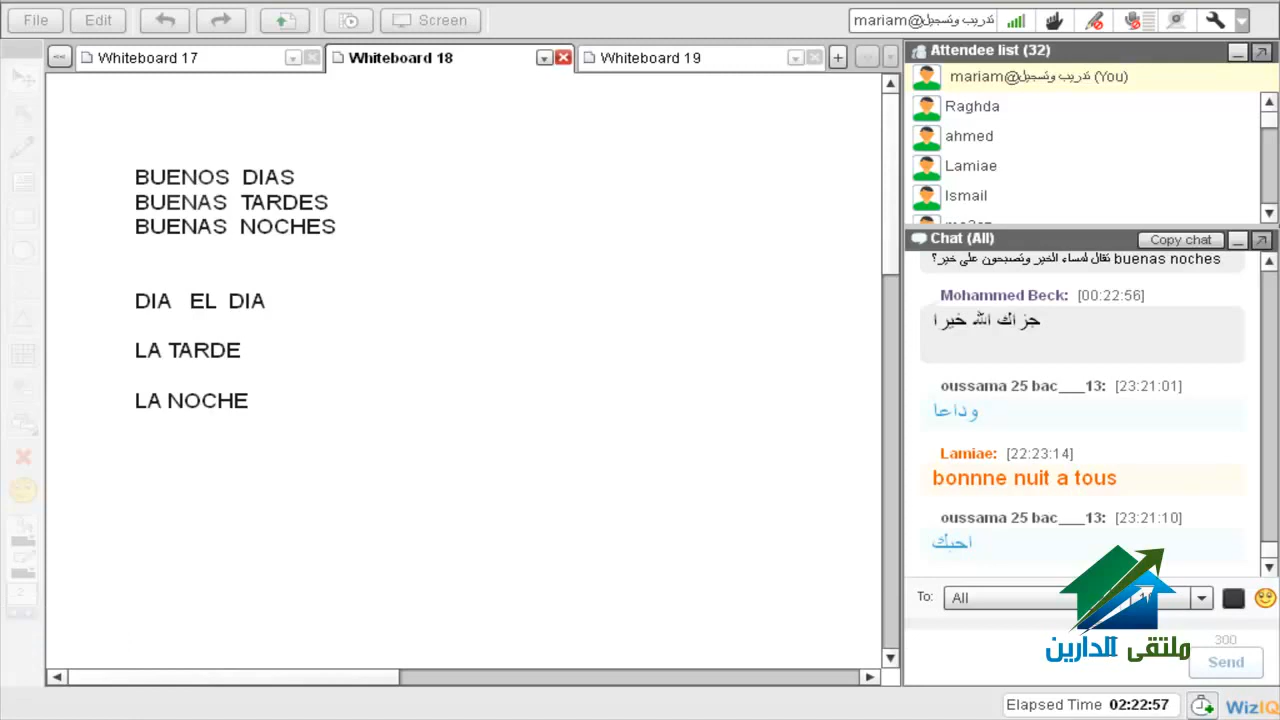 File Edit Screen mariam@تدريب وتسجيل
<< Whiteboard 17 Whiteboard 18 Whiteboard 19 +
BUENOS DIAS
BUENAS TARDES
BUENAS NOCHES
DIA EL DIA
LA TARDE
LA NOCHE
Attendee list (32)
mariam@تدريب وتسجيل (You)
Raghda
ahmed
Lamiae
Ismail
Chat (All) Copy chat
buenas noches تقال لمساء الخير وتصبحون على خير؟
Mohammed Beck: [00:22:56]
جزاك الله خيرا
oussama 25 bac___13: [23:21:01]
وداعا
Lamiae: [22:23:14]
bonnne nuit a tous
oussama 25 bac___13: [23:21:10]
احبك
To: All
ملتقى الدارين
300
Send
Elapsed Time 02:22:57
WizIQ